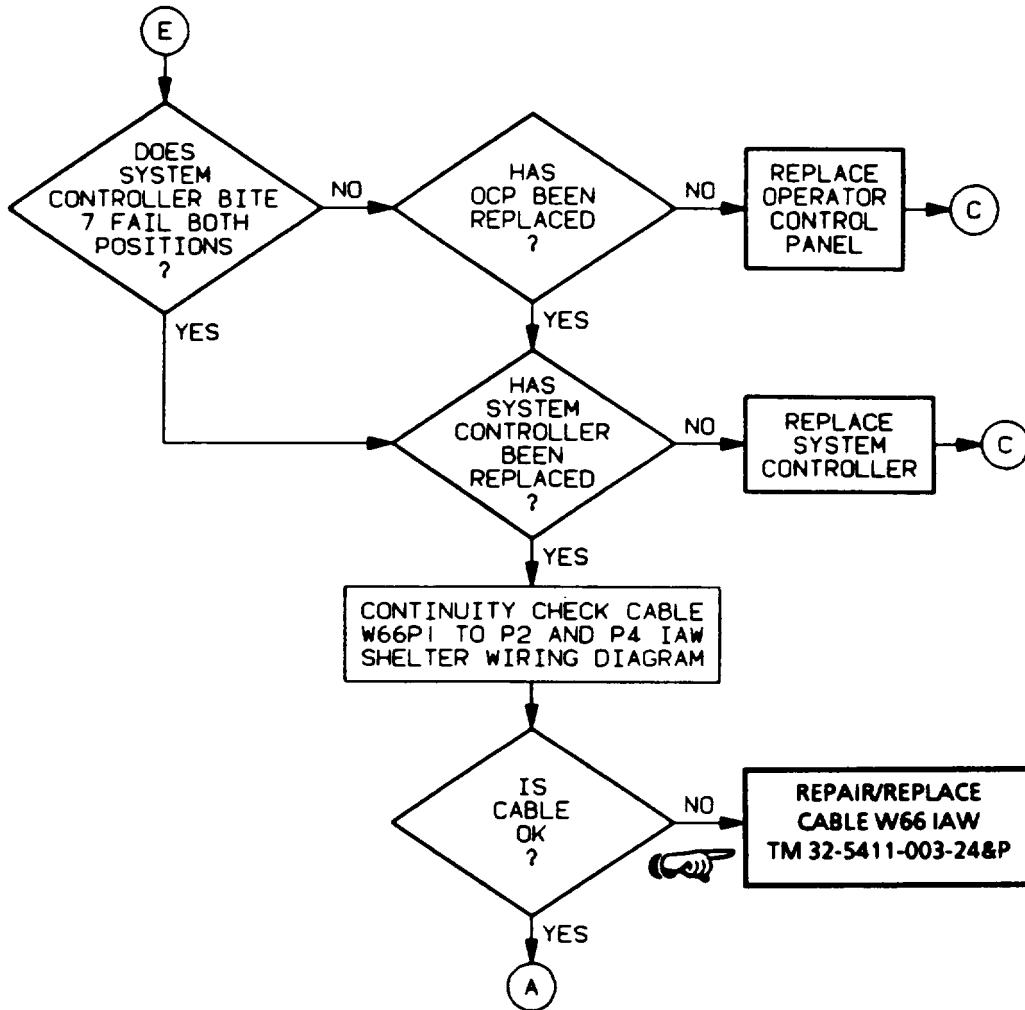 E
DOES
SYSTEM
CONTROLLER BITE
7 FAIL BOTH
POSITIONS
?
NO
HAS
OCP BEEN
REPLACED
?
NO
REPLACE
OPERATOR
CONTROL
PANEL
C
YES
YES
HAS
SYSTEM
CONTROLLER
BEEN
REPLACED
?
NO
REPLACE
SYSTEM
CONTROLLER
C
YES
CONTINUITY CHECK CABLE
W66P1 TO P2 AND P4 IAW
SHELTER WIRING DIAGRAM
IS
CABLE
OK
?
NO
REPAIR/REPLACE
CABLE W66 IAW
TM 32-5411-003-24&P
YES
A